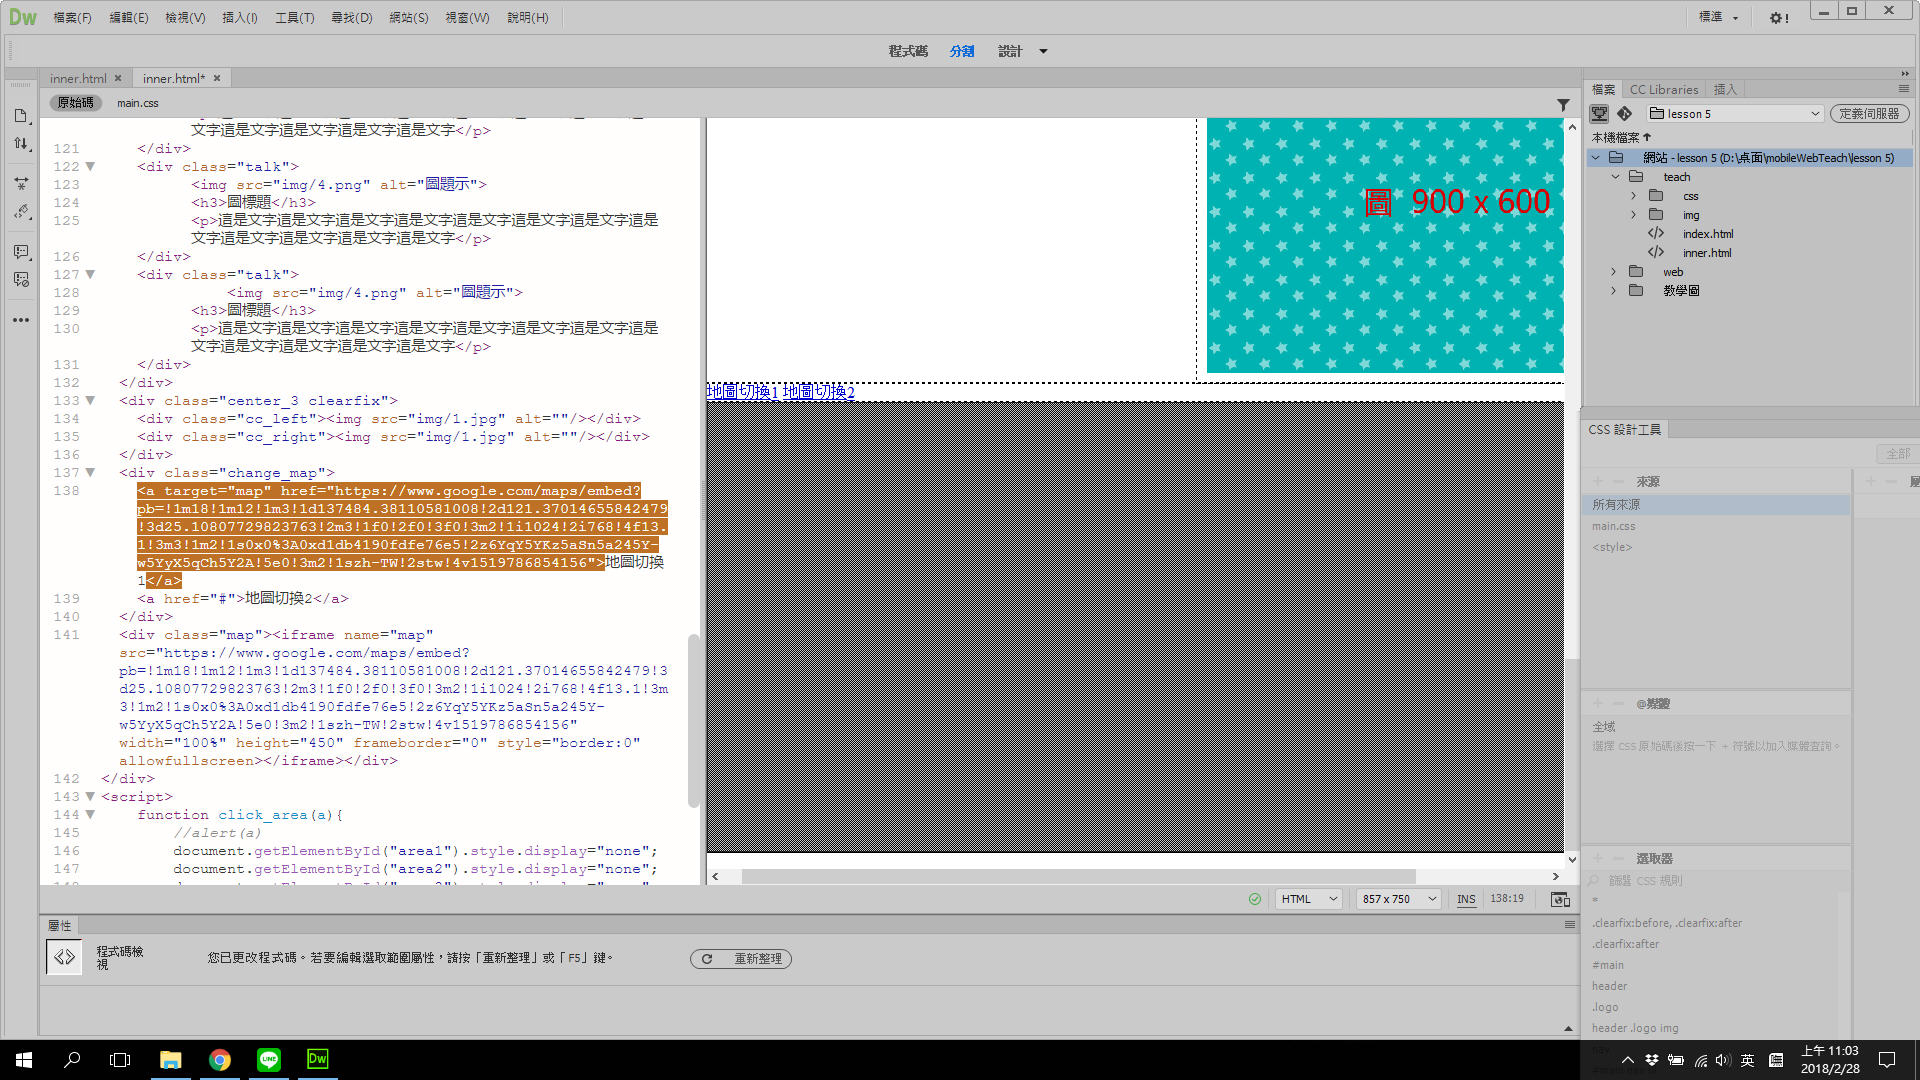 Dw 檔案(F) 編輯(E) 檢視(V) 插入(I) 工具(T) 尋找(D) 網站(S) 視窗(W) 說明(H) 標準
程式碼 分割 設計
inner.html × inner.html* ×
原始碼 main.css
文字這是文字這是文字這是文字這是文字</p>
121 </div>
122 <div class="talk">
123 <img src="img/4.png" alt="圖題示">
124 <h3>圖標題</h3>
125 <p>這是文字這是文字這是文字這是文字這是文字這是文字這是文字這是
文字這是文字這是文字這是文字這是文字</p>
126 </div>
127 <div class="talk">
128 <img src="img/4.png" alt="圖題示">
129 <h3>圖標題</h3>
130 <p>這是文字這是文字這是文字這是文字這是文字這是文字這是文字這是
文字這是文字這是文字這是文字這是文字</p>
131 </div>
132 </div>
133 <div class="center_3 clearfix">
134 <div class="cc_left"><img src="img/1.jpg" alt=""/></div>
135 <div class="cc_right"><img src="img/1.jpg" alt=""/></div>
136 </div>
137 <div class="change_map">
138 <a target="map" href="https://www.google.com/maps/embed?
pb=!1m18!1m12!1m3!1d137484.38110581008!2d121.37014655842479
!3d25.10807729823763!2m3!1f0!2f0!3f0!3m2!1i1024!2i768!4f13.
1!3m3!1m2!1s0x0%3A0xd1db4190fdfe76e5!2z6YqY5YKz5aSn5a245Y-
w5YyX5qCh5Y2A!5e0!3m2!1szh-TW!2stw!4v1519786854156">地圖切換
1</a>
139 <a href="#">地圖切換2</a>
140 </div>
141 <div class="map"><iframe name="map"
src="https://www.google.com/maps/embed?
pb=!1m18!1m12!1m3!1d137484.38110581008!2d121.37014655842479!3
d25.10807729823763!2m3!1f0!2f0!3f0!3m2!1i1024!2i768!4f13.1!3m
3!1m2!1s0x0%3A0xd1db4190fdfe76e5!2z6YqY5YKz5aSn5a245Y-
w5YyX5qCh5Y2A!5e0!3m2!1szh-TW!2stw!4v1519786854156"
width="100%" height="450" frameborder="0" style="border:0"
allowfullscreen></iframe></div>
142 </div>
143 <script>
144 function click_area(a){
145 //alert(a)
146 document.getElementById("area1").style.display="none";
147 document.getElementById("area2").style.display="none";
圖 900 x 600
地圖切換1 地圖切換2
HTML 857 x 750 INS 138:19
屬性
程式碼檢
視
您已更改程式碼。若要編輯選取範圍屬性，請按「重新整理」或「F5」鍵。 重新整理
檔案 CC Libraries 插入
lesson 5 定義伺服器
本機檔案
網站 - lesson 5 (D:\桌面\mobileWebTeach\lesson 5)
teach
css
img
index.html
inner.html
web
教學圖
CSS 設計工具
全部
來源
所有來源
main.css
<style>
@媒體
全域
選擇 CSS 原始碼後按一下 + 符號以加入媒體查詢。
選取器
篩選 CSS 規則
*
.clearfix:before, .clearfix:after
.clearfix:after
#main
header
.logo
header .logo img
Dw 英 上午 11:03
2018/2/28